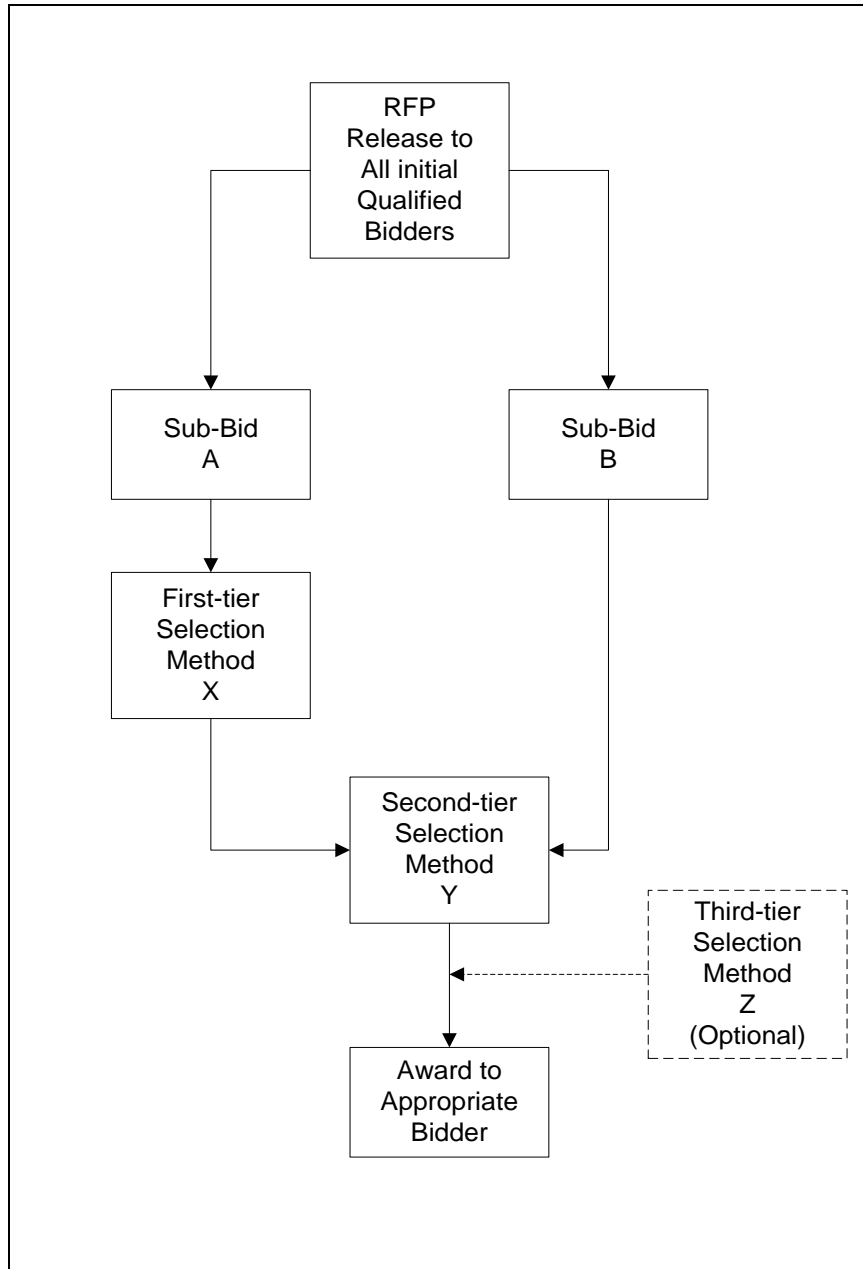 RFP
Release to
All initial
Qualified
Bidders
Sub-Bid
A
Sub-Bid
B
First-tier
Selection
Method
X
Second-tier
Selection
Method
Y
Third-tier
Selection
Method
Z
(Optional)
Award to
Appropriate
Bidder